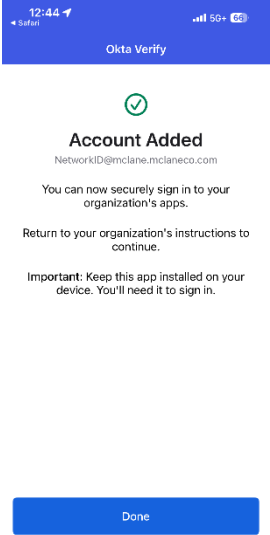 12:44
5G+ 66
Safari
Okta Verify
Account Added
NetworkID@mclane.mclaneco.com
You can now securely sign in to your
organization's apps.
Return to your organization's instructions to
continue.
Important: Keep this app installed on your
device. You'll need it to sign in.
Done